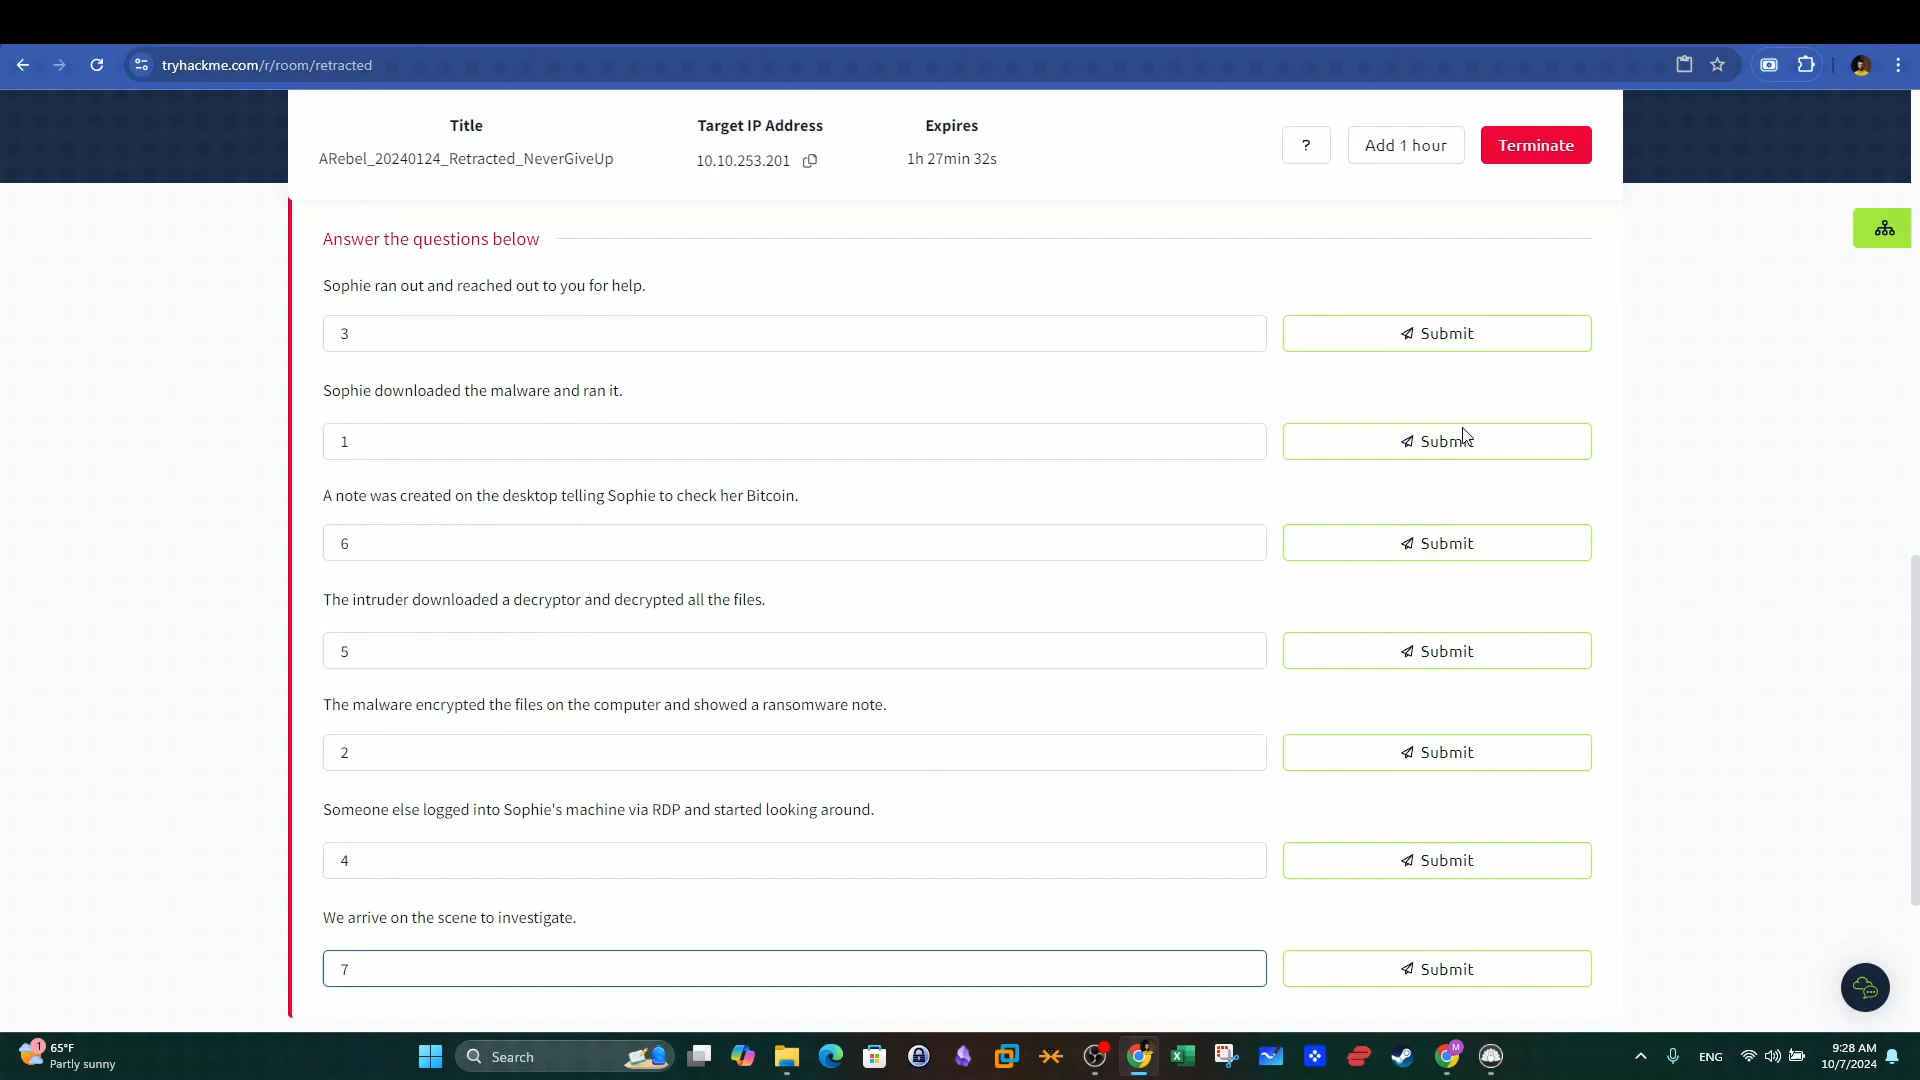 tryhackme.com/r/room/retracted
Title
Target IP Address
Expires
ARebel_20240124_Retracted_NeverGiveUp
10.10.253.201
1h 27min 32s
?
Add 1 hour
Terminate
Answer the questions below
Sophie ran out and reached out to you for help.
3
Submit
Sophie downloaded the malware and ran it.
1
Submit
A note was created on the desktop telling Sophie to check her Bitcoin.
6
Submit
The intruder downloaded a decryptor and decrypted all the files.
5
Submit
The malware encrypted the files on the computer and showed a ransomware note.
2
Submit
Someone else logged into Sophie's machine via RDP and started looking around.
4
Submit
We arrive on the scene to investigate.
7
Submit
1
65°F
Partly sunny
Search
M
ENG
9:28 AM
10/7/2024